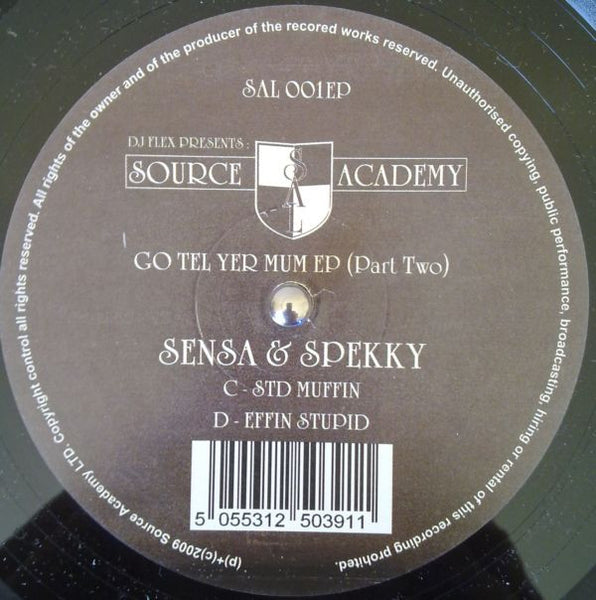 SAL 001EP
DJ FLEX PRESENTS :
SOURCE SAL ACADEMY
GO TEL YER MUM EP (Part Two)
SENSA & SPEKKY
C - STD MUFFIN
D - EFFIN STUPID
5 055312 503911
(p)+(c)2009 Source Academy LTD. Copyright control all rights reserved. All rights of the owner and of the producer of the recored works reserved. Unauthorised copying, public performance, broadcasting, hiring or rental of this recording prohited.